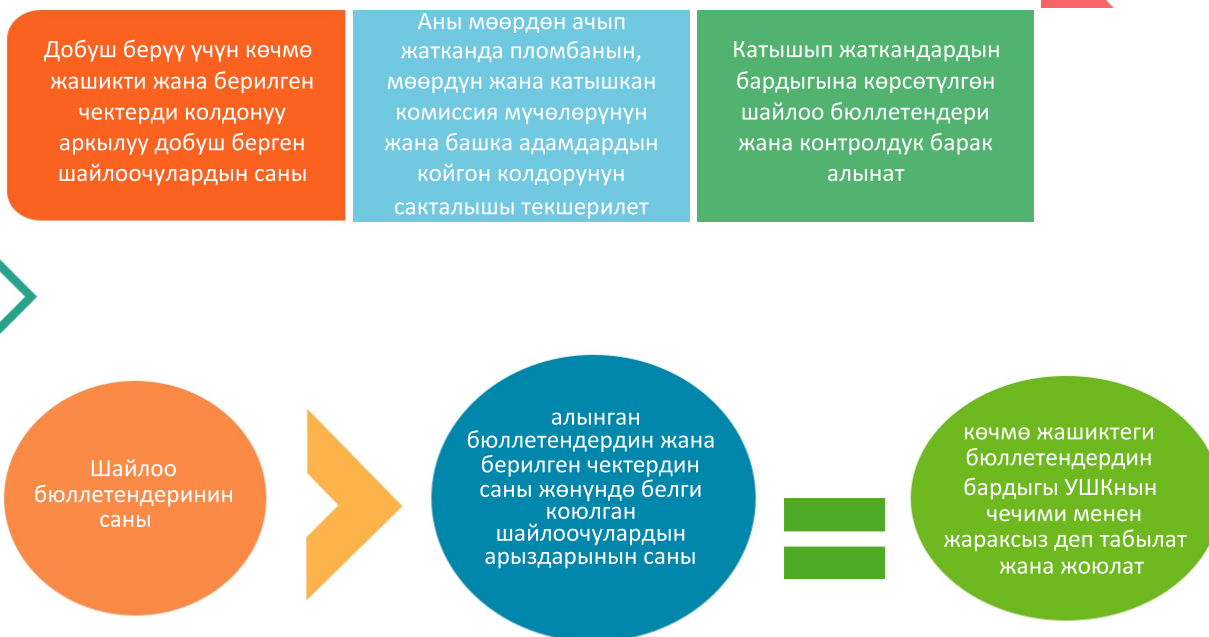 Добуш берүү үчүн көчмө
жашикти жана берилген
чектерди колдонуу
аркылуу добуш берген
шайлоочулардын саны
Аны мөөрдөн ачып
жатканда пломбанын,
мөөрдүн жана катышкан
комиссия мүчөлөрүнүн
жана башка адамдардын
койгон колдорунун
сакталышы текшерилет
Катышып жаткандардын
бардыгына көрсөтүлгөн
шайлоо бюллетендери
жана контролдук барак
алынат
Шайлоо
бюллетендеринин
саны
алынган
бюллетендердин жана
берилген чектердин
саны жөнүндө белги
коюлган
шайлоочулардын
арыздарынын саны
көчмө жашиктеги
бюллетендердин
бардыгы УШКнын
чечими менен
жараксыз деп табылат
жана жоюлат